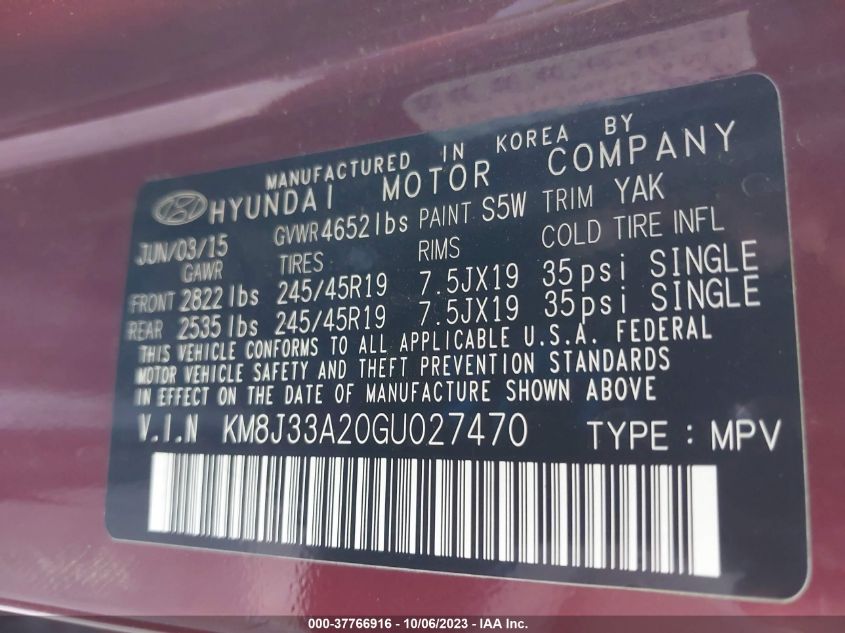 MANUFACTURED IN KOREA BY
HYUNDAI MOTOR COMPANY
JUN/03/15 GVWR 4652 lbs PAINT S5W TRIM YAK
GAWR TIRES RIMS COLD TIRE INFL
FRONT 2822 lbs 245/45R19 7.5JX19 35psi SINGLE
REAR 2535 lbs 245/45R19 7.5JX19 35psi SINGLE
THIS VEHICLE CONFORMS TO ALL APPLICABLE U.S.A. FEDERAL
MOTOR VEHICLE SAFETY AND THEFT PREVENTION STANDARDS
IN EFFECT ON THE DATE OF MANUFACTURE SHOWN ABOVE
V.I.N KM8J33A20GU027470 TYPE : MPV
000-37766916 - 10/06/2023 - IAA Inc.